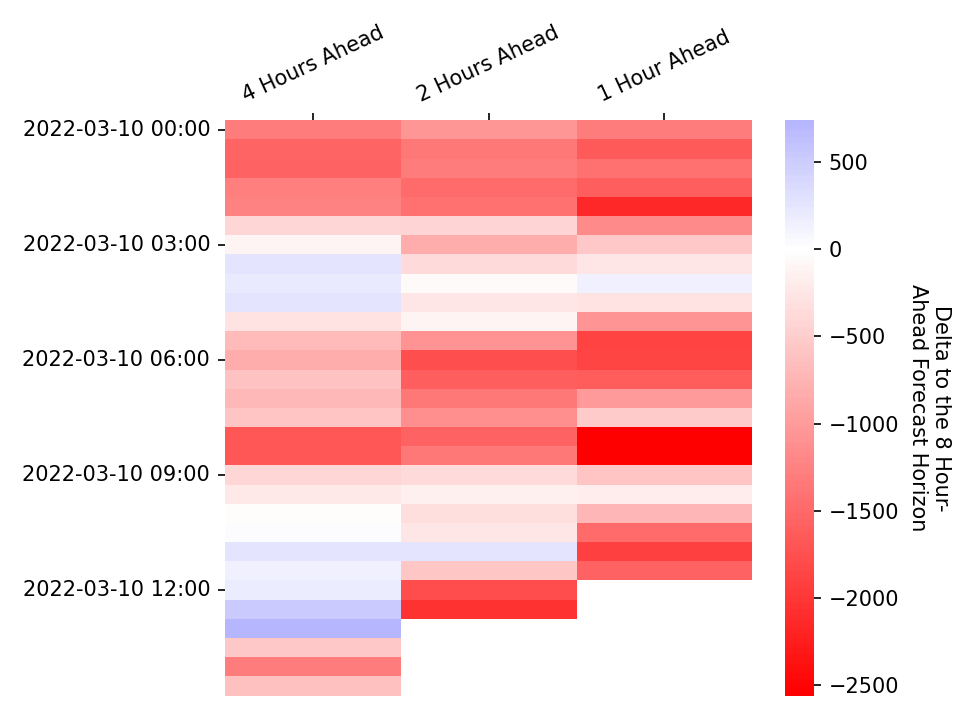 4 Hours Ahead
2 Hours Ahead
1 Hour Ahead
2022-03-10 00:00
2022-03-10 03:00
2022-03-10 06:00
2022-03-10 09:00
2022-03-10 12:00
500
0
−500
−1000
−1500
−2000
−2500
Delta to the 8 Hour-
Ahead Forecast Horizon